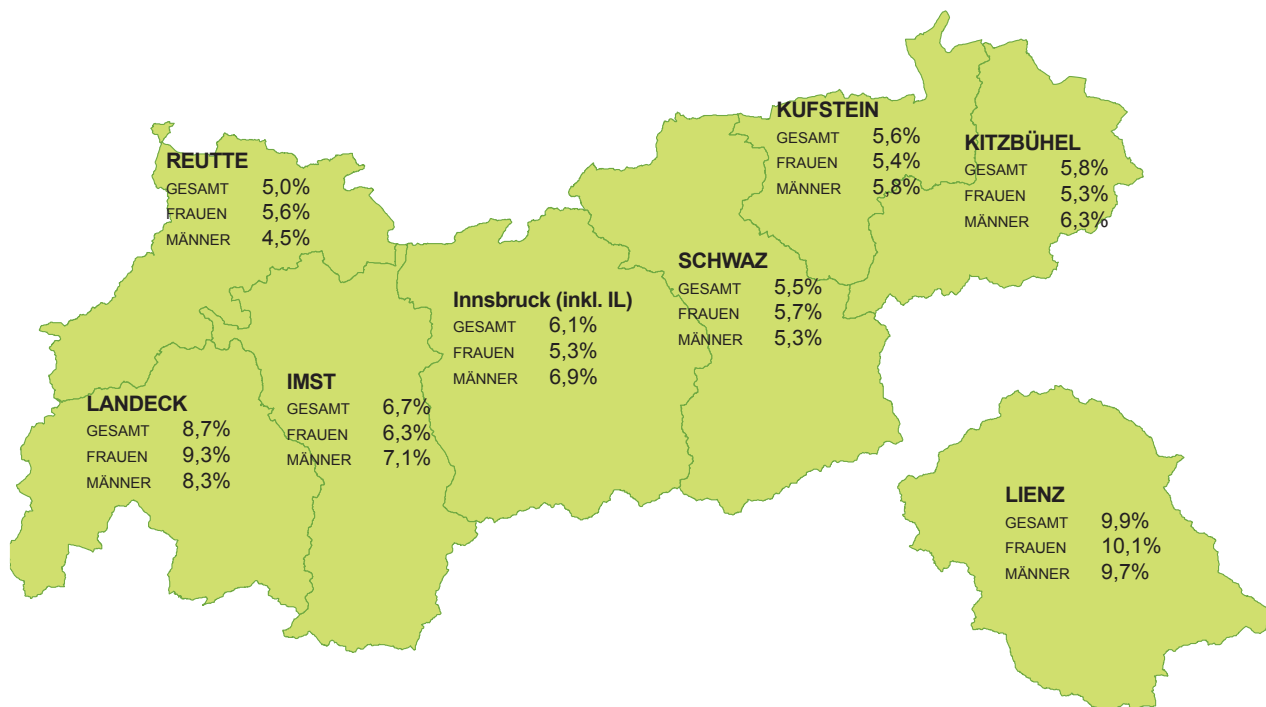 KUFSTEIN
GESAMT 5,6%
FRAUEN 5,4%
MÄNNER 5,8%
KITZBÜHEL
GESAMT 5,8%
FRAUEN 5,3%
MÄNNER 6,3%
REUTTE
GESAMT 5,0%
FRAUEN 5,6%
MÄNNER 4,5%
SCHWAZ
GESAMT 5,5%
FRAUEN 5,7%
MÄNNER 5,3%
Innsbruck (inkl. IL)
GESAMT 6,1%
FRAUEN 5,3%
MÄNNER 6,9%
IMST
GESAMT 6,7%
FRAUEN 6,3%
MÄNNER 7,1%
LANDECK
GESAMT 8,7%
FRAUEN 9,3%
MÄNNER 8,3%
LIENZ
GESAMT 9,9%
FRAUEN 10,1%
MÄNNER 9,7%